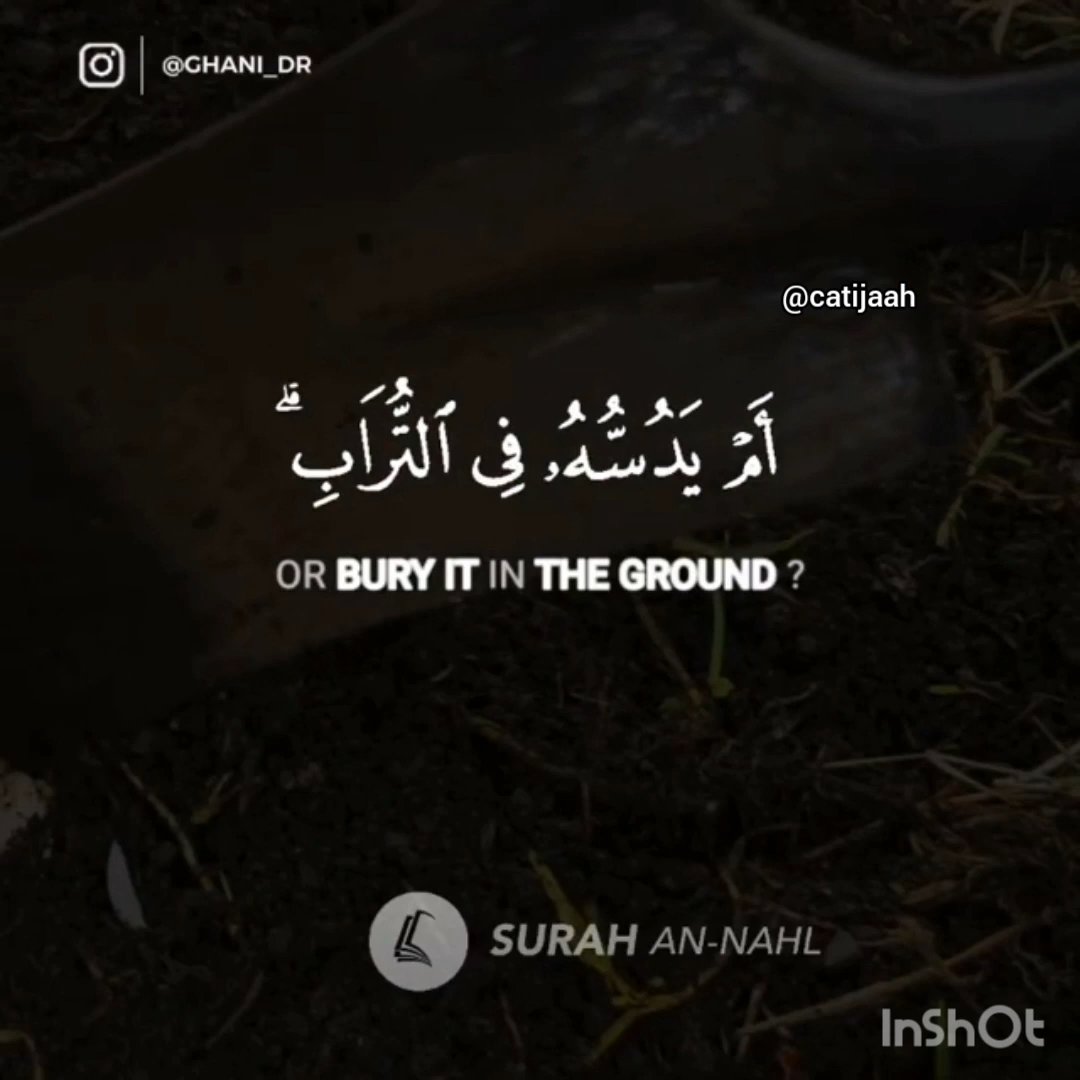 @GHANI_DR
@catijaah
أَمْ يَدُسُّهُۥ فِى ٱلتُّرَابِ ۗ
OR BURY IT IN THE GROUND ?
SURAH AN-NAHL
InShOt